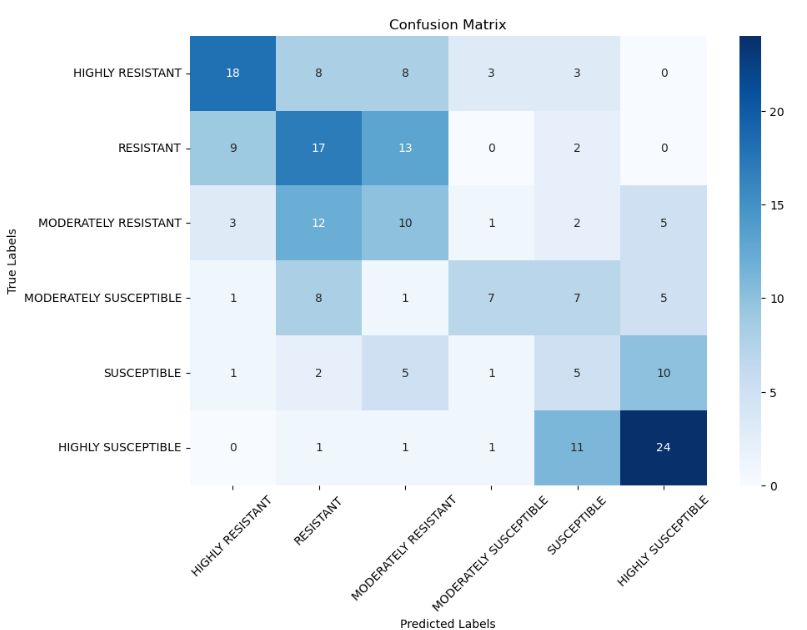 Confusion Matrix
HIGHLY RESISTANT 18 8 8 3 3 0
RESISTANT 9 17 13 0 2 0
MODERATELY RESISTANT 3 12 10 1 2 5
MODERATELY SUSCEPTIBLE 1 8 1 7 7 5
SUSCEPTIBLE 1 2 5 1 5 10
HIGHLY SUSCEPTIBLE 0 1 1 1 11 24
True Labels
HIGHLY RESISTANT
RESISTANT
MODERATELY RESISTANT
MODERATELY SUSCEPTIBLE
SUSCEPTIBLE
HIGHLY SUSCEPTIBLE
Predicted Labels
20
15
10
5
0